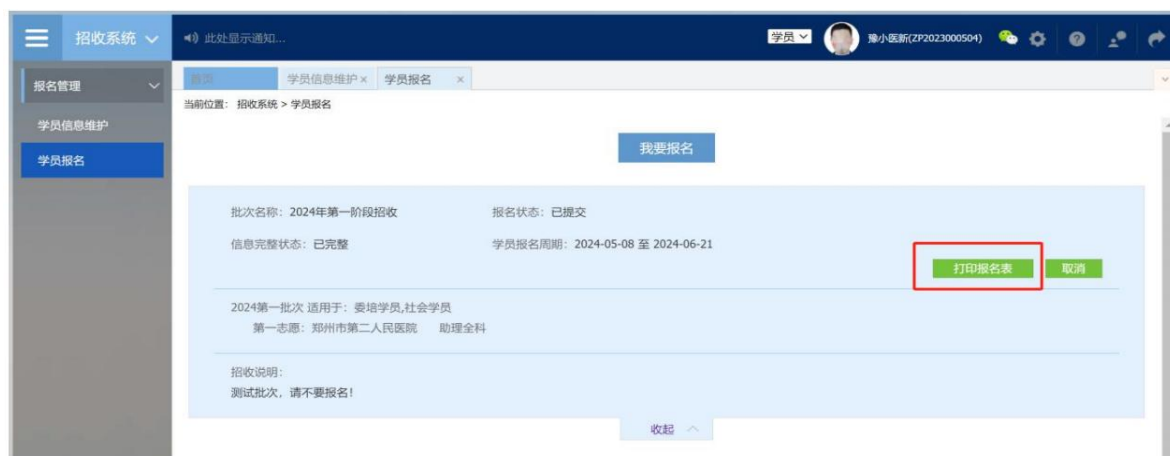 招收系统
此处显示通知...
学员
豫小医新(ZP2023000504)
报名管理
首页
学员信息维护×
学员报名 ×
当前位置: 招收系统 > 学员报名
学员信息维护
学员报名
我要报名
批次名称: 2024年第一阶段招收
报名状态: 已提交
信息完整状态: 已完整
学员报名周期: 2024-05-08 至 2024-06-21
打印报名表
取消
2024第一批次 适用于: 委培学员,社会学员
第一志愿: 郑州市第二人民医院 助理全科
招收说明:
测试批次, 请不要报名!
收起